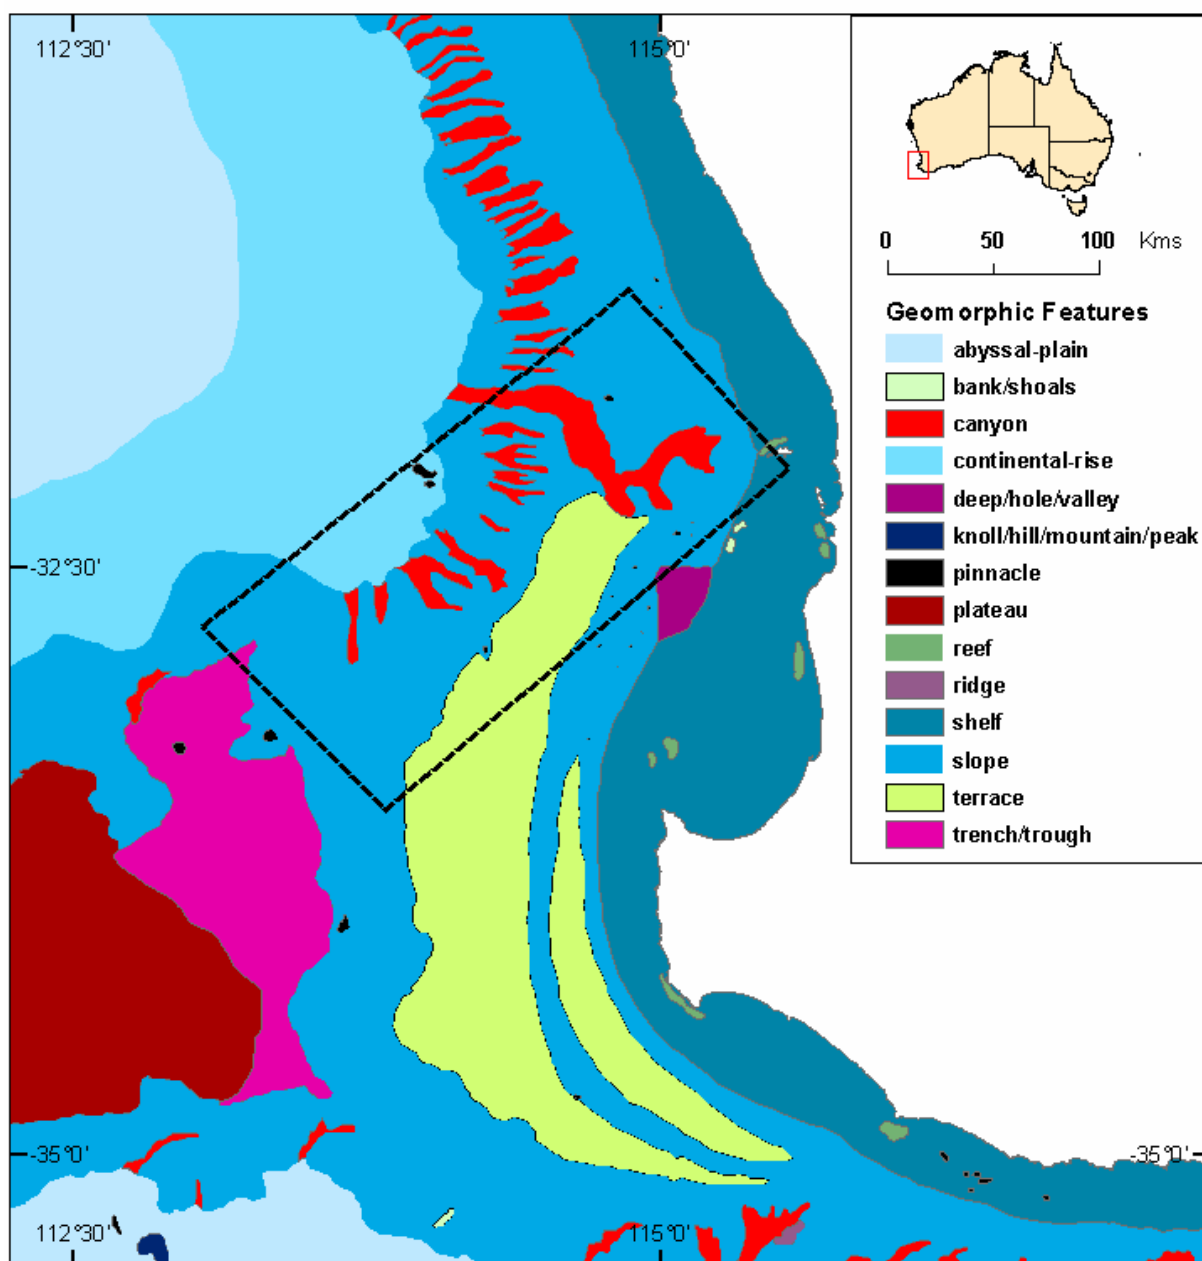 112°30'
115°0'
0 50 100 Kms
Geomorphic Features
abyssal-plain
bank/shoals
canyon
continental-rise
deep/hole/valley
knoll/hill/mountain/peak
pinnacle
plateau
reef
ridge
shelf
slope
terrace
trench/trough
-32°30'
-35°0'
-35°0'
112°30'
115°0'